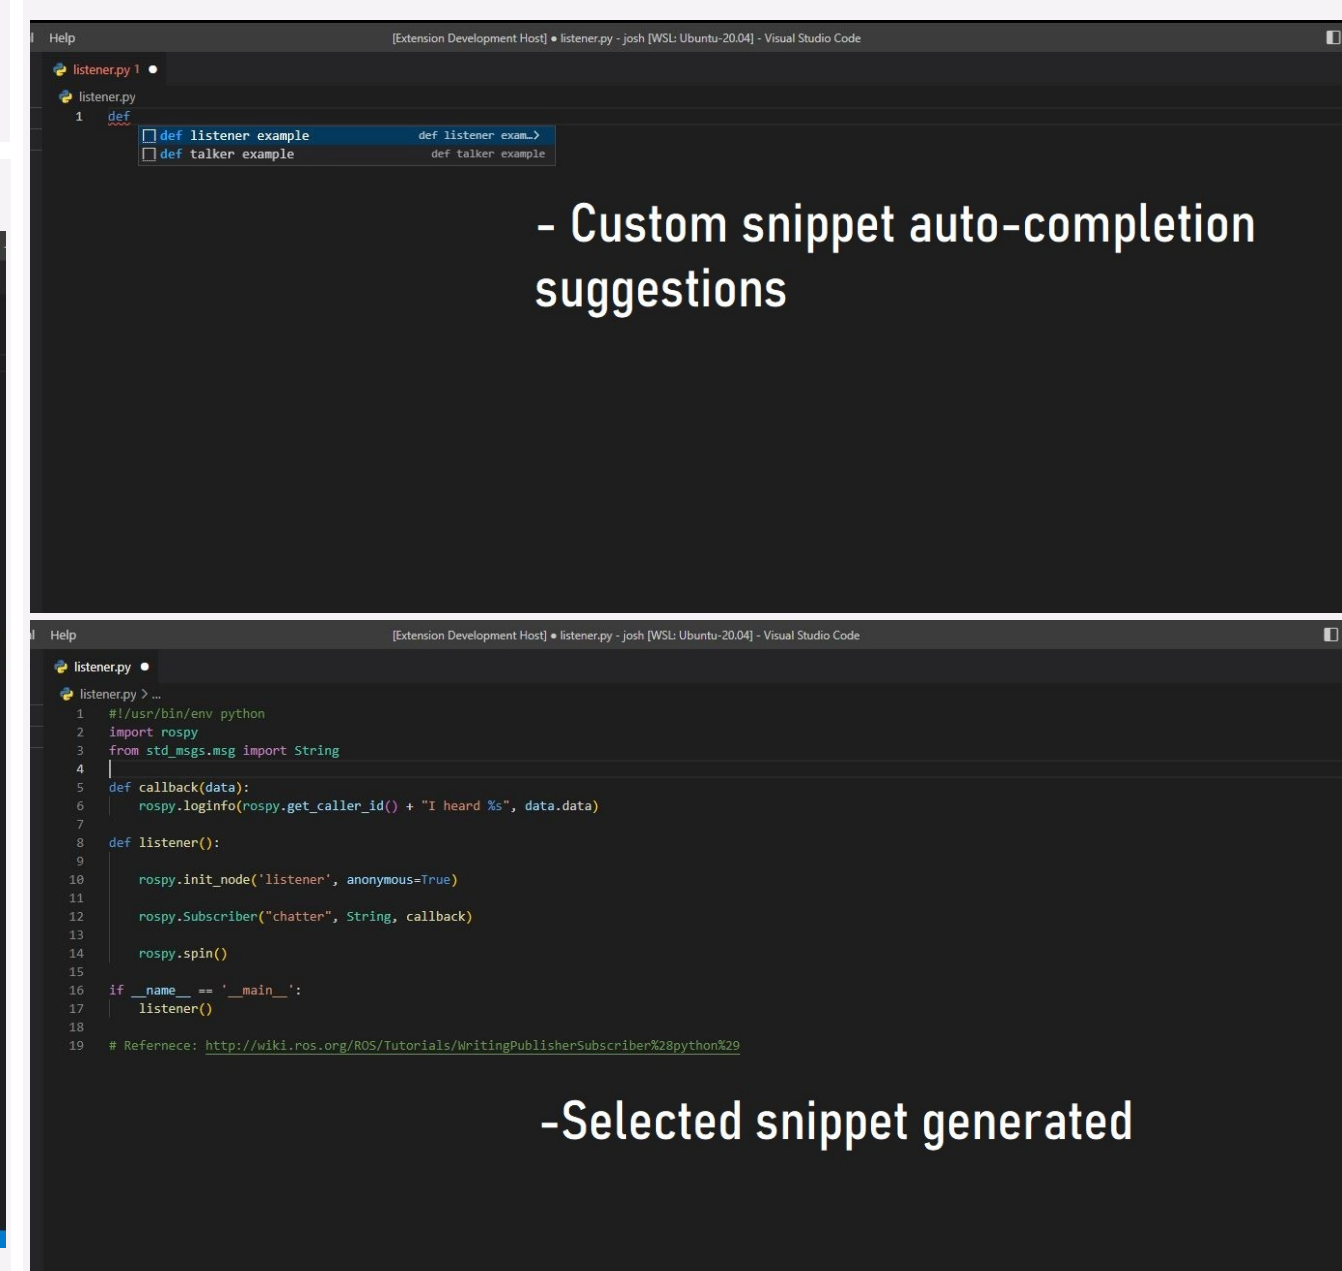 Help
[Extension Development Host] ● listener.py - josh [WSL: Ubuntu-20.04] - Visual Studio Code
listener.py 1 ●
listener.py
1 def
def listener example def listener exam…>
def talker example def talker example
- Custom snippet auto-completion
suggestions
Help
[Extension Development Host] ● listener.py - josh [WSL: Ubuntu-20.04] - Visual Studio Code
listener.py ●
listener.py > ...
1 #!/usr/bin/env python
2 import rospy
3 from std_msgs.msg import String
4
5 def callback(data):
6     rospy.loginfo(rospy.get_caller_id() + "I heard %s", data.data)
7
8 def listener():
9
10     rospy.init_node('listener', anonymous=True)
11
12     rospy.Subscriber("chatter", String, callback)
13
14     rospy.spin()
15
16 if __name__ == '__main__':
17     listener()
18
19 # Refernece: http://wiki.ros.org/ROS/Tutorials/WritingPublisherSubscriber%28python%29
-Selected snippet generated